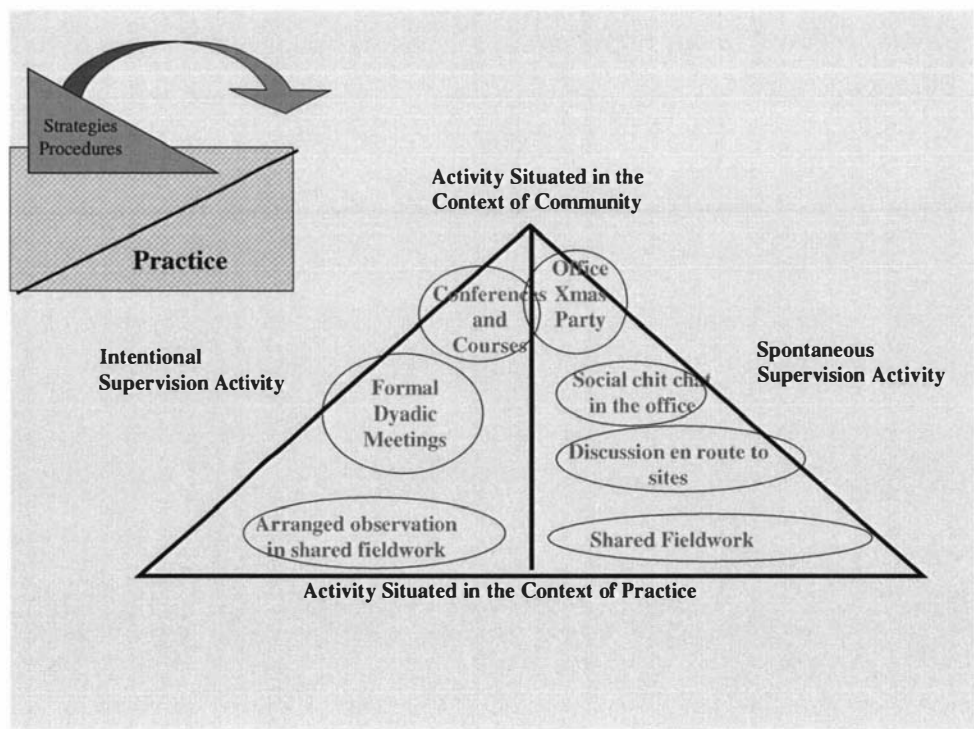 Strategies
Procedures
Practice
Activity Situated in the
Context of Community
Intentional
Supervision Activity
Spontaneous
Supervision Activity
Conferences
and
Courses
Office
Xmas
Party
Formal
Dyadic
Meetings
Social chit chat
in the office
Discussion en route to
sites
Arranged observation
in shared fieldwork
Shared Fieldwork
Activity Situated in the Context of Practice